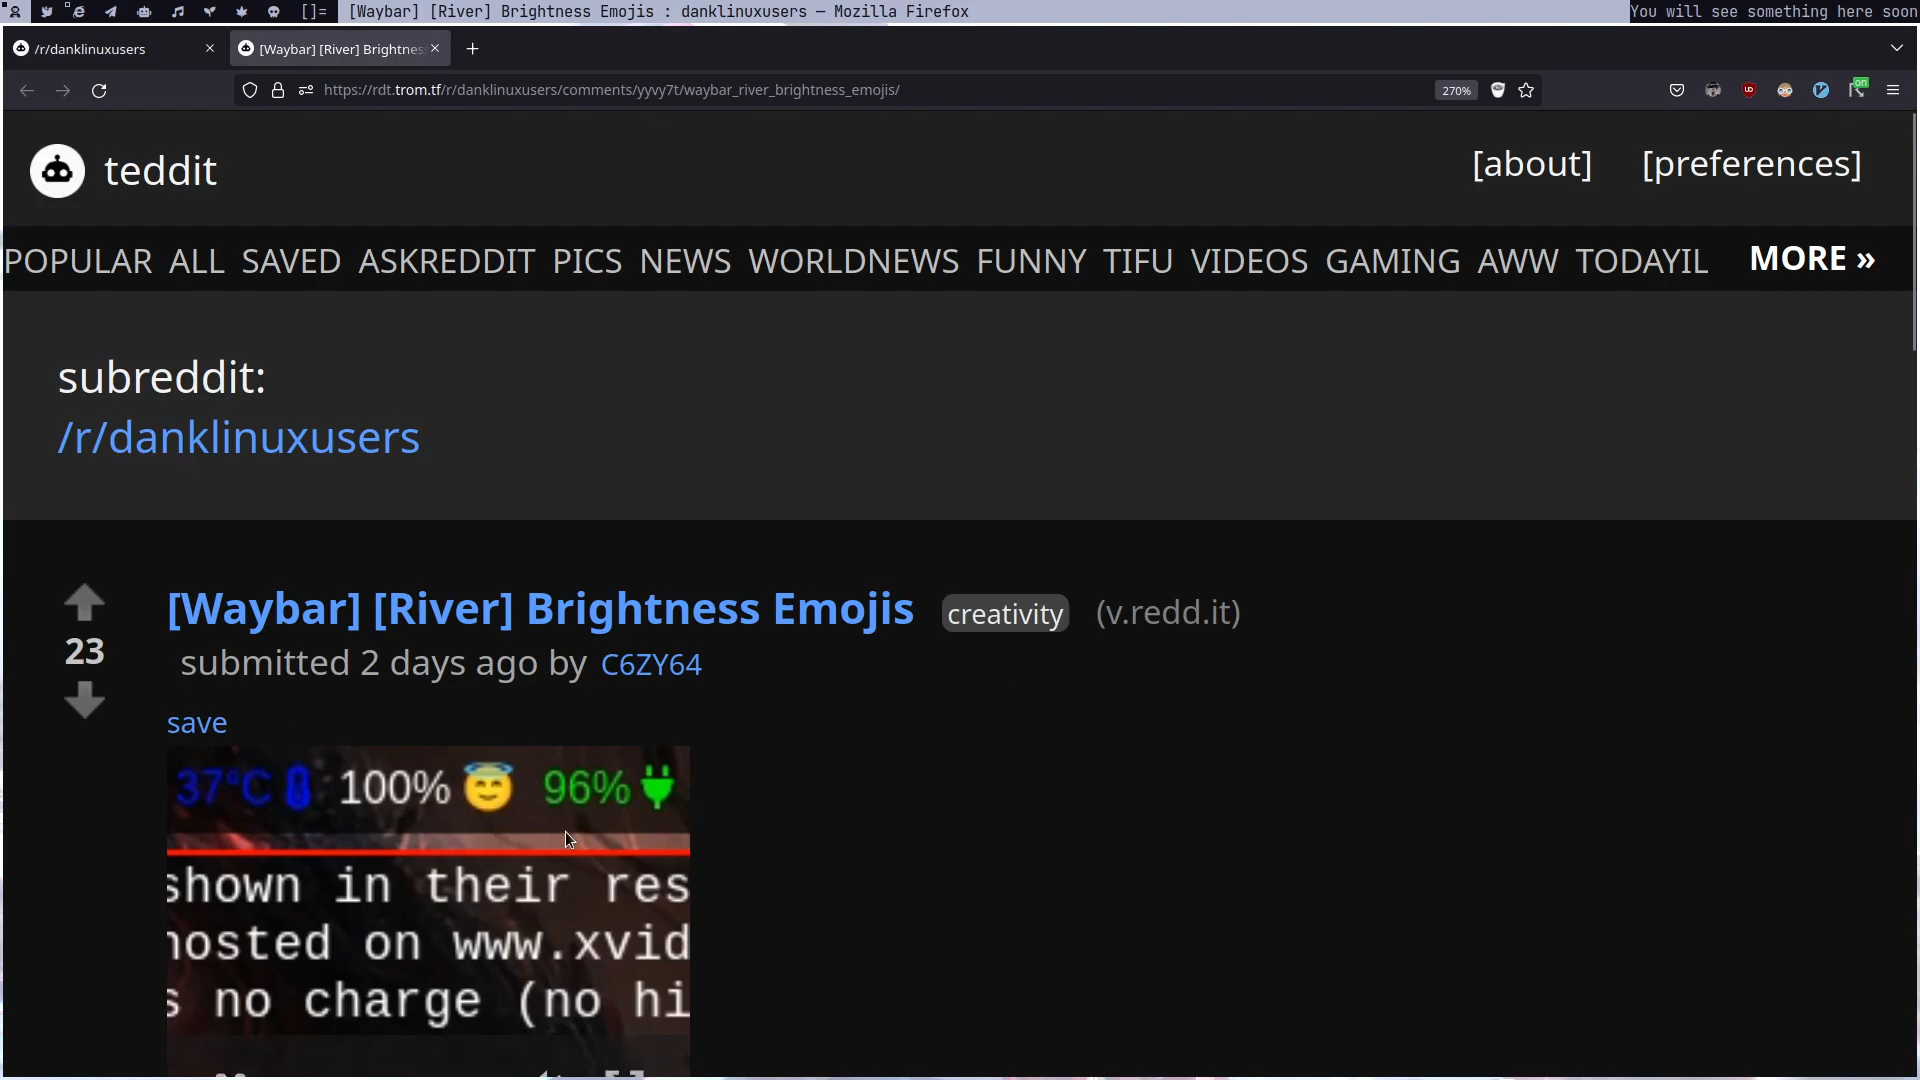 []= [Waybar] [River] Brightness Emojis : danklinuxusers — Mozilla Firefox You will see something here soon
/r/danklinuxusers [Waybar] [River] Brightnes
https://rdt.trom.tf/r/danklinuxusers/comments/yyvy7t/waybar_river_brightness_emojis/ 270% on
teddit [about] [preferences]
POPULAR ALL SAVED ASKREDDIT PICS NEWS WORLDNEWS FUNNY TIFU VIDEOS GAMING AWW TODAYIL MORE »
subreddit:
/r/danklinuxusers
[Waybar] [River] Brightness Emojis creativity (v.redd.it)
23
submitted 2 days ago by C6ZY64
save
37°C 100% 😇 96%
shown in their res
hosted on www.xvid
s no charge (no hi